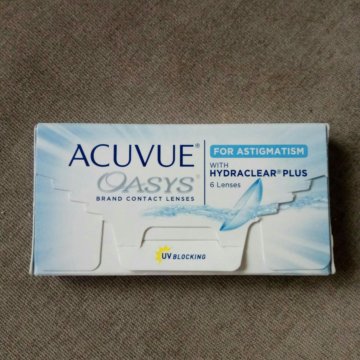 ACUVUE®
OASYS®
BRAND CONTACT LENSES
FOR ASTIGMATISM
WITH
HYDRACLEAR® PLUS
6 Lenses
UV BLOCKING